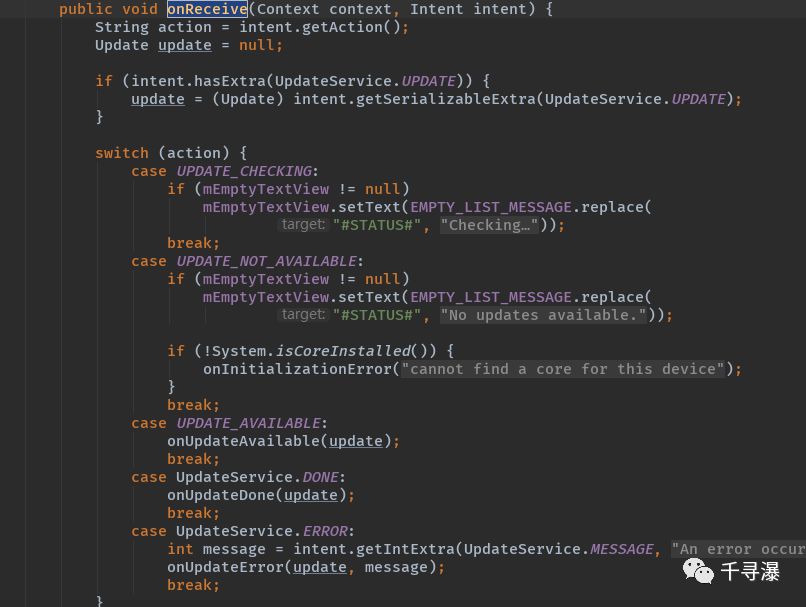 public void onReceive(Context context, Intent intent) {
String action = intent.getAction();
Update update = null;
if (intent.hasExtra(UpdateService.UPDATE)) {
update = (Update) intent.getSerializableExtra(UpdateService.UPDATE);
}
switch (action) {
case UPDATE_CHECKING:
if (mEmptyTextView != null)
mEmptyTextView.setText(EMPTY_LIST_MESSAGE.replace(
target: "#STATUS#", "Checking…"));
break;
case UPDATE_NOT_AVAILABLE:
if (mEmptyTextView != null)
mEmptyTextView.setText(EMPTY_LIST_MESSAGE.replace(
target: "#STATUS#", "No updates available."));
if (!System.isCoreInstalled()) {
onInitializationError("cannot find a core for this device");
}
break;
case UPDATE_AVAILABLE:
onUpdateAvailable(update);
break;
case UpdateService.DONE:
onUpdateDone(update);
break;
case UpdateService.ERROR:
int message = intent.getIntExtra(UpdateService.MESSAGE, "An error occur
onUpdateError(update, message);
break;
}
千寻瀑